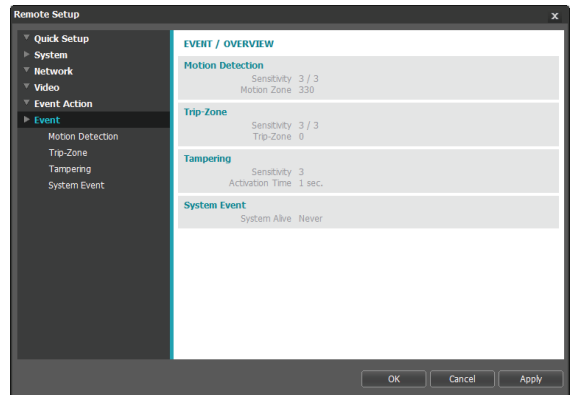 Remote Setup
x
Quick Setup
System
Network
Video
Event Action
Event
Motion Detection
Trip-Zone
Tampering
System Event
EVENT / OVERVIEW
Motion Detection
Sensitivity 3 / 3
Motion Zone 330
Trip-Zone
Sensitivity 3 / 3
Trip-Zone 0
Tampering
Sensitivity 3
Activation Time 1 sec.
System Event
System Alive Never
OK Cancel Apply